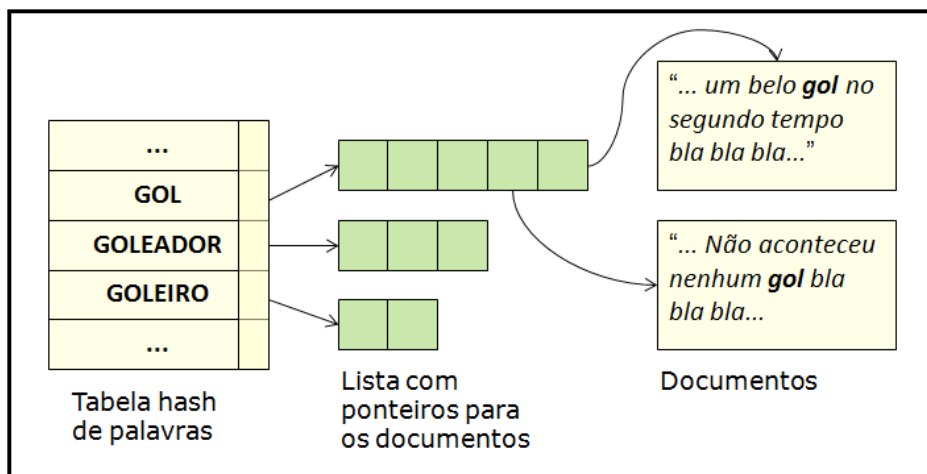 ...
GOL
GOLEADOR
GOLEIRO
...
Tabela hash
de palavras
Lista com
ponteiros para
os documentos
“... um belo gol no
segundo tempo
bla bla bla...”
“... Não aconteceu
nenhum gol bla
bla bla...
Documentos